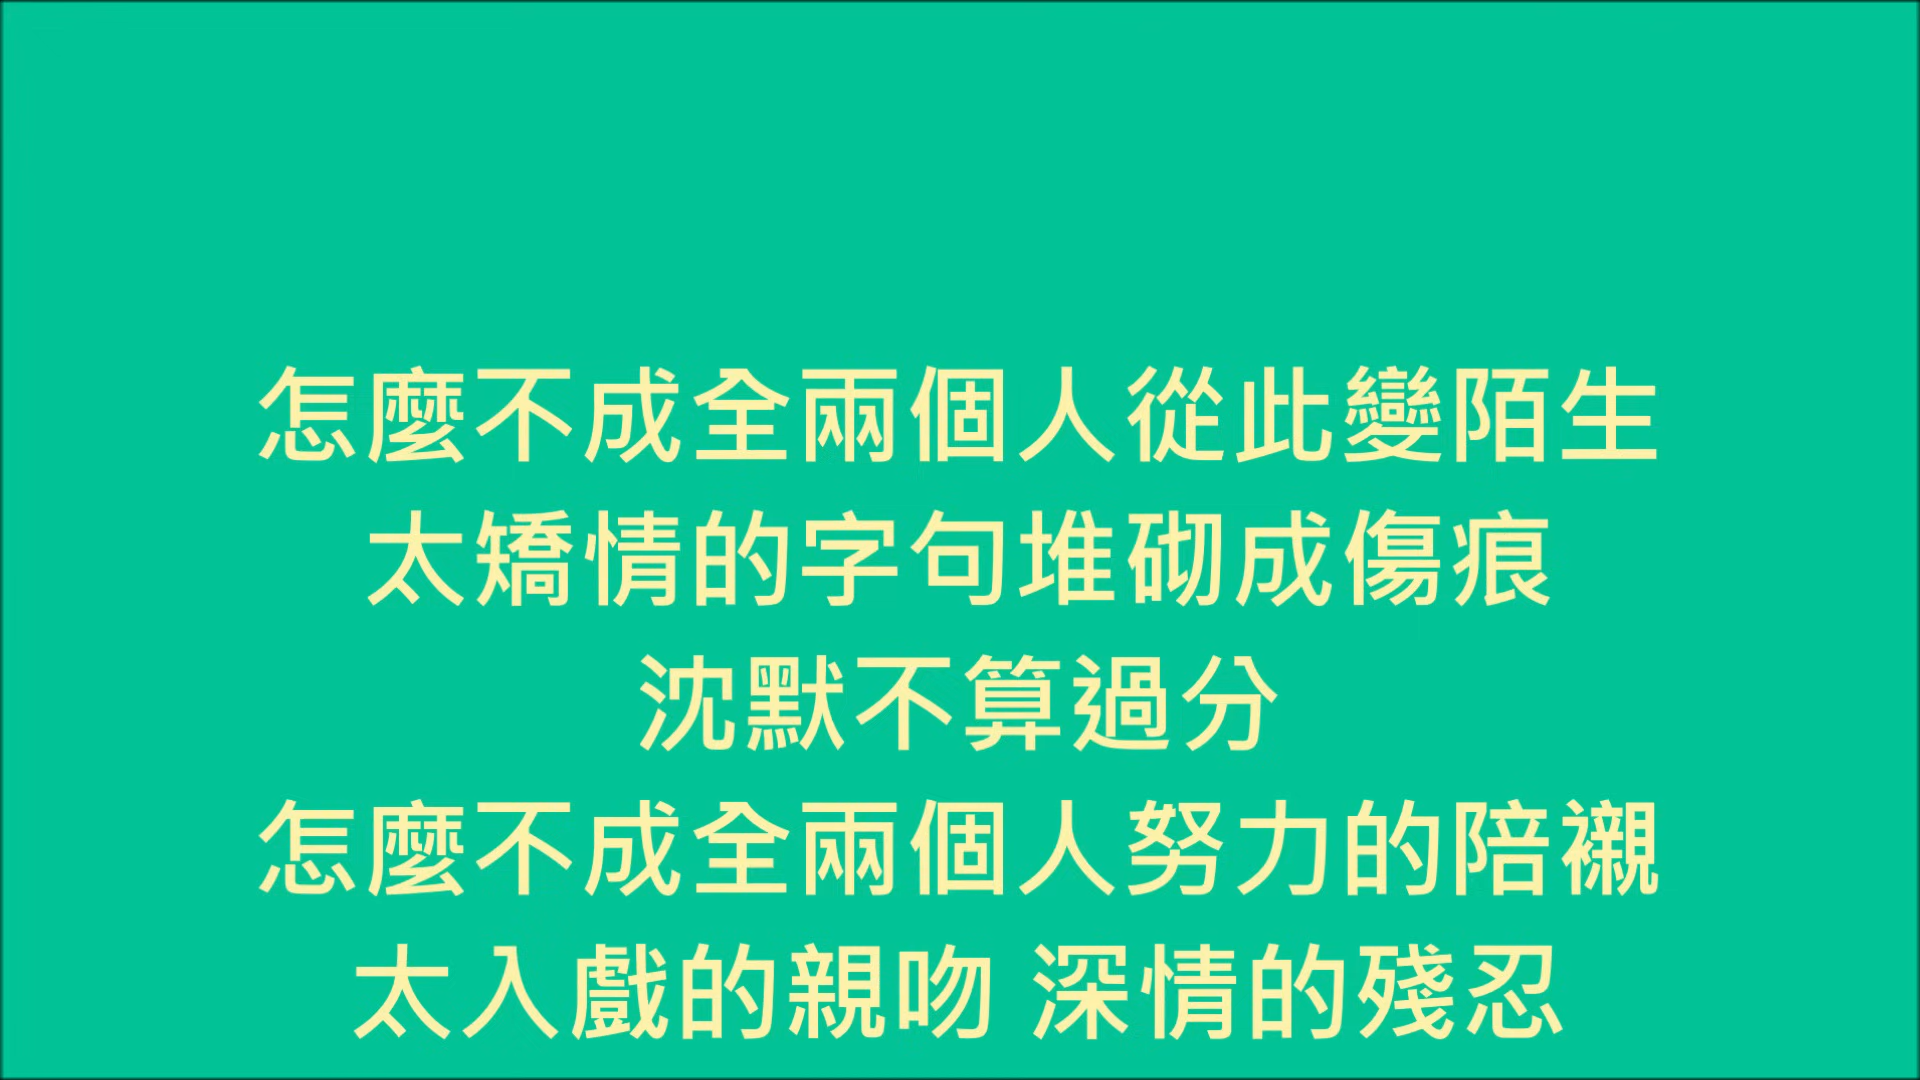 怎麼不成全兩個人從此變陌生
太矯情的字句堆砌成傷痕
沈默不算過分
怎麼不成全兩個人努力的陪襯
太入戲的親吻 深情的殘忍